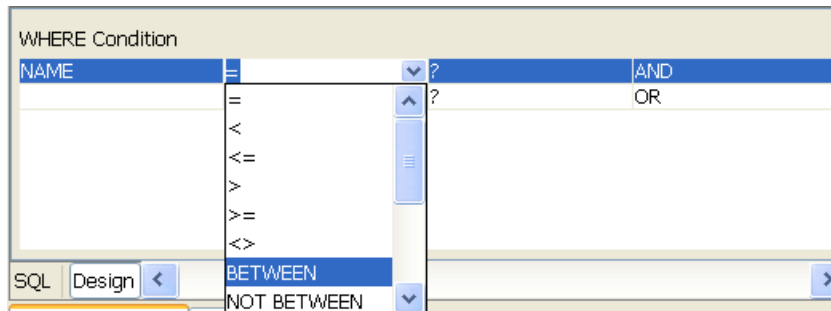 WHERE Condition
NAME = ? AND
= ? OR
<
<=
>
>=
<>
BETWEEN
SQL Design
NOT BETWEEN